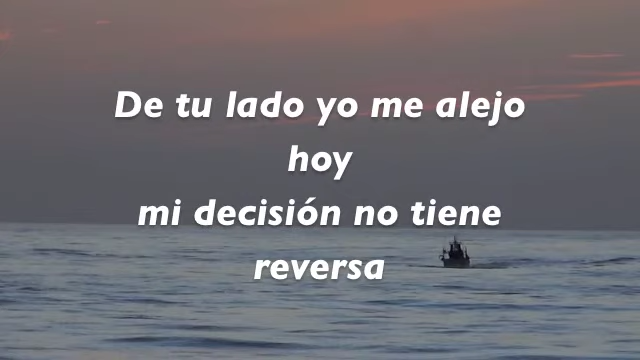 De tu lado yo me alejo
hoy
mi decisión no tiene
reversa